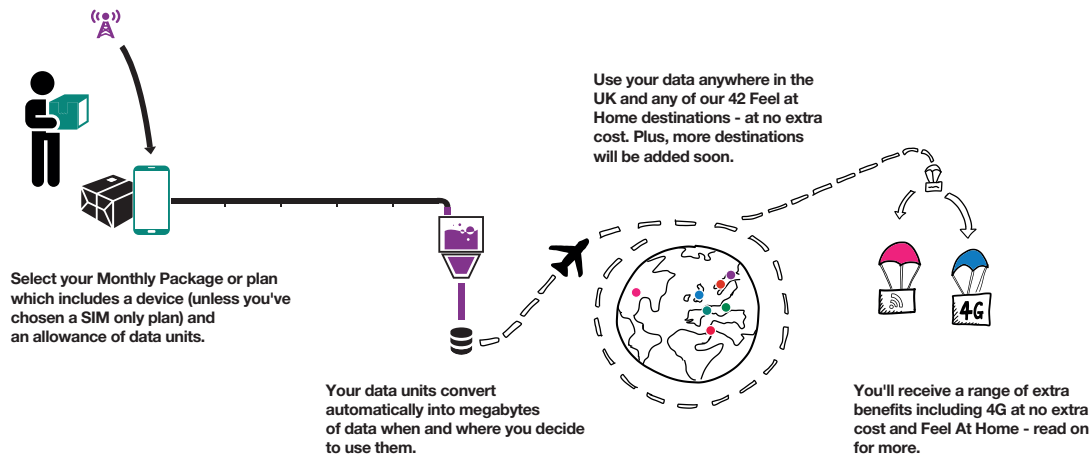 Select your Monthly Package or plan
which includes a device (unless you've
chosen a SIM only plan) and
an allowance of data units.
Your data units convert
automatically into megabytes
of data when and where you decide
to use them.
Use your data anywhere in the
UK and any of our 42 Feel at
Home destinations - at no extra
cost. Plus, more destinations
will be added soon.
4G
You'll receive a range of extra
benefits including 4G at no extra
cost and Feel At Home - read on
for more.